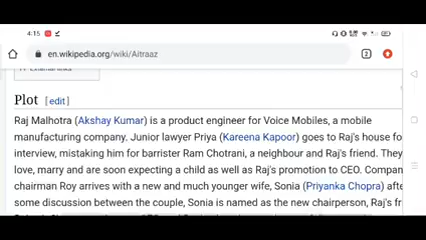 4:15
en.wikipedia.org/wiki/Aitraaz
2
External links
Plot [edit]
Raj Malhotra (Akshay Kumar) is a product engineer for Voice Mobiles, a mobile
manufacturing company. Junior lawyer Priya (Kareena Kapoor) goes to Raj's house fo
interview, mistaking him for barrister Ram Chotrani, a neighbour and Raj's friend. They
love, marry and are soon expecting a child as well as Raj's promotion to CEO. Compan
chairman Roy arrives with a new and much younger wife, Sonia (Priyanka Chopra) afte
some discussion between the couple, Sonia is named as the new chairperson, Raj's fr